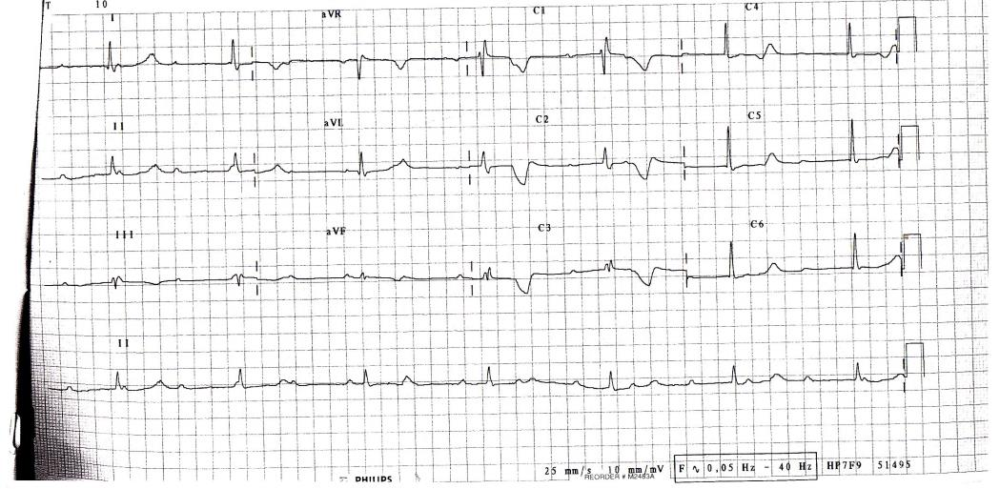 T 10
I aVR C1 C4
II aVL C2 C5
III aVF C3 C6
II
25 mm/s 10 mm/mV F ∿ 0,05 Hz - 40 Hz HP7F9 51495
PHILIPS REORDER # M2483A